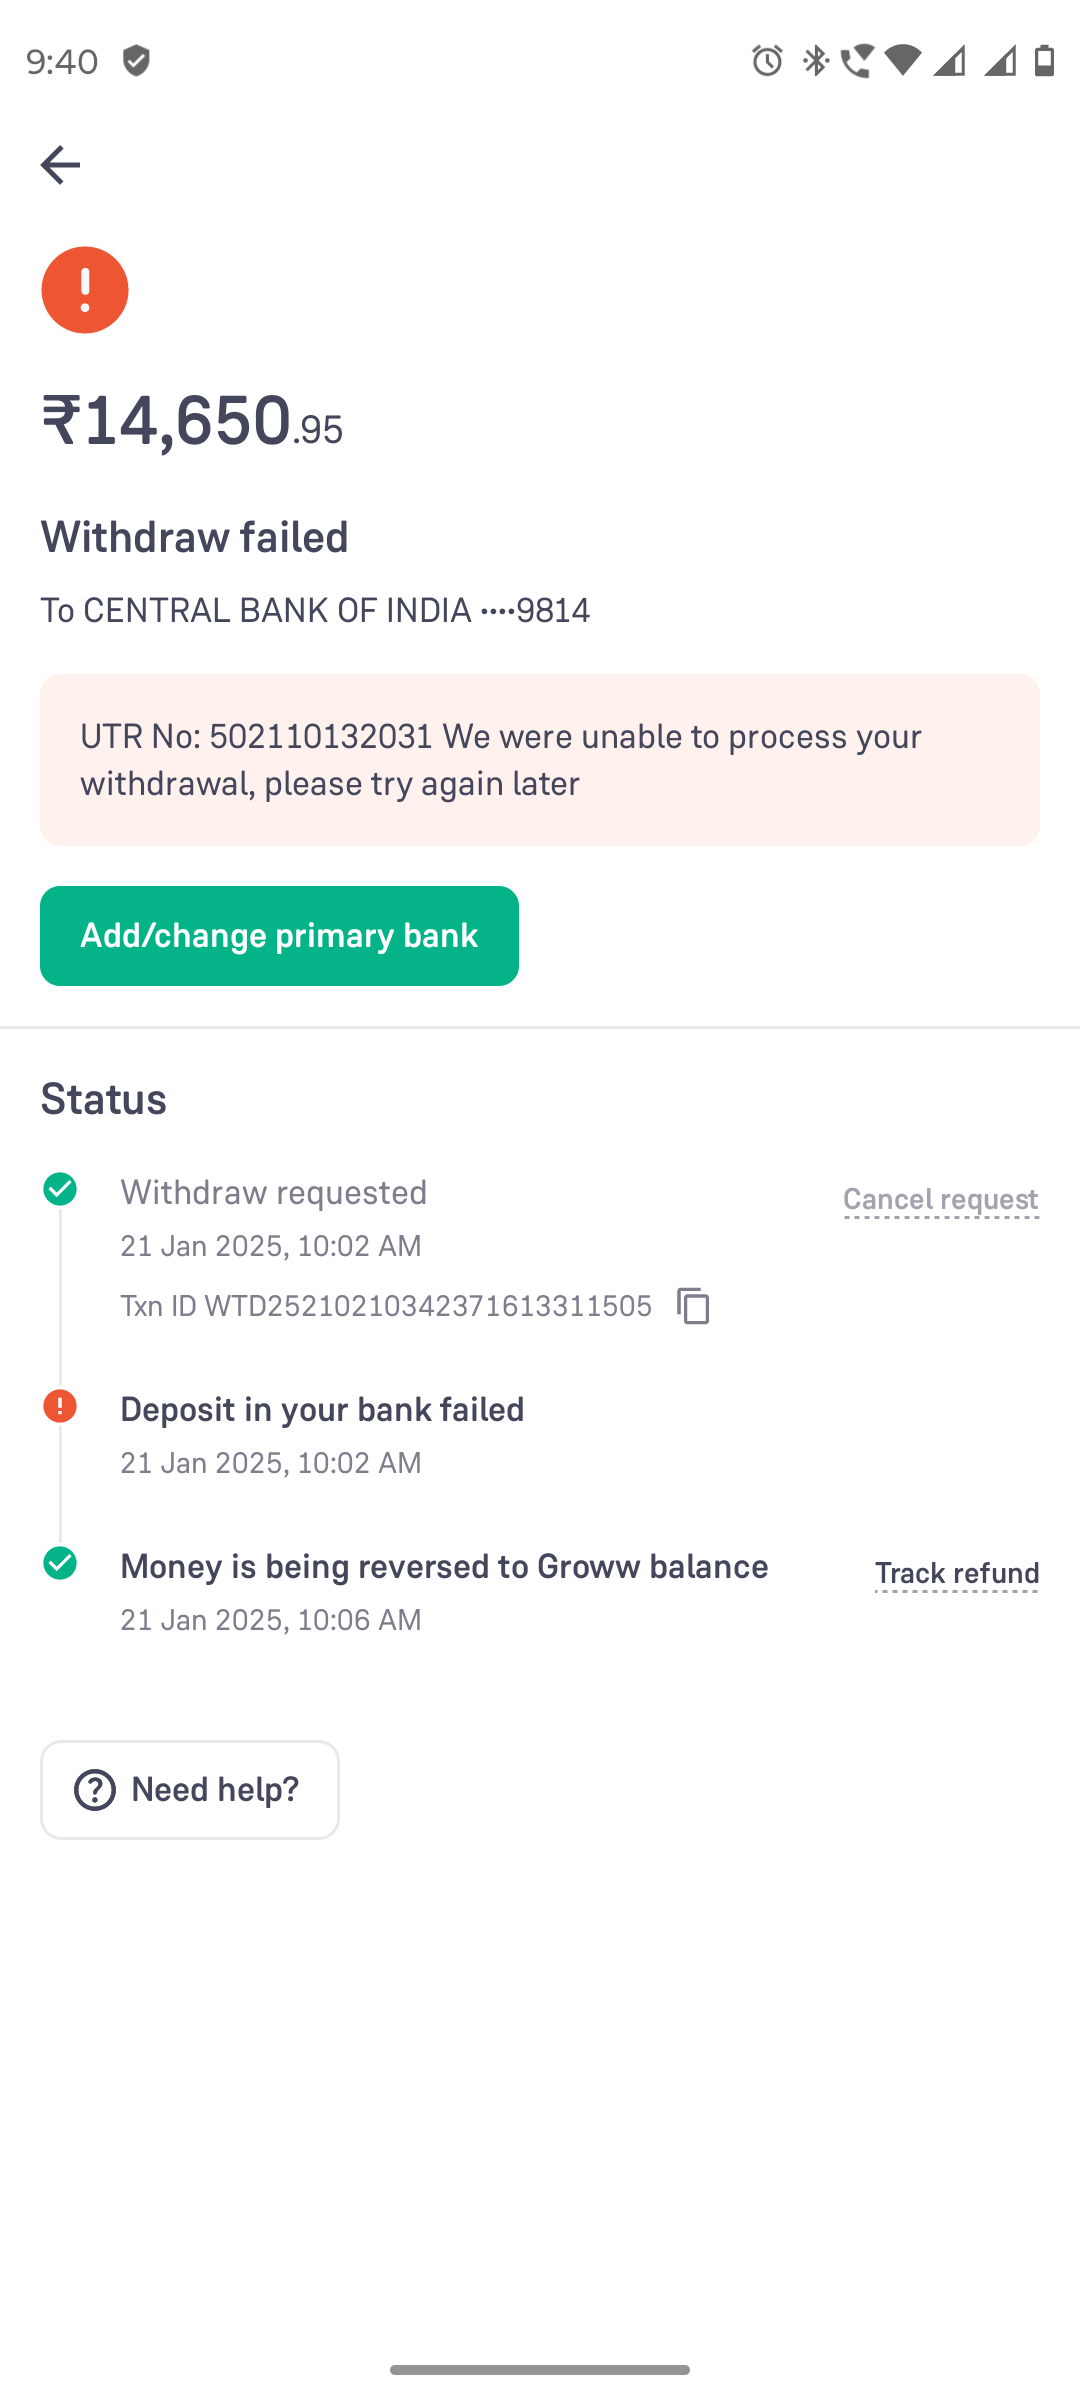 9:40
₹14,650.95
Withdraw failed
To CENTRAL BANK OF INDIA ••••9814
UTR No: 502110132031 We were unable to process your
withdrawal, please try again later
Add/change primary bank
Status
Withdraw requested
Cancel request
21 Jan 2025, 10:02 AM
Txn ID WTD25210210342371613311505
Deposit in your bank failed
21 Jan 2025, 10:02 AM
Money is being reversed to Groww balance
Track refund
21 Jan 2025, 10:06 AM
Need help?